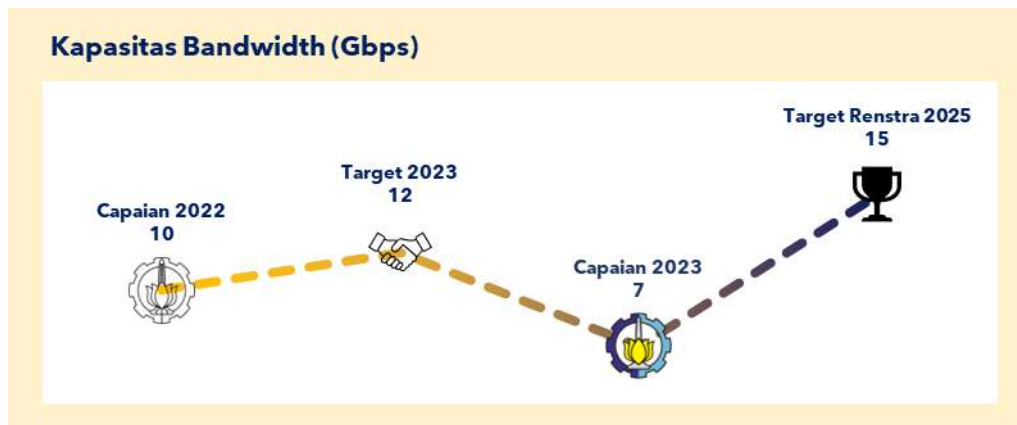 Kapasitas Bandwidth (Gbps)
Capaian 2022
10
Target 2023
12
Capaian 2023
7
Target Renstra 2025
15